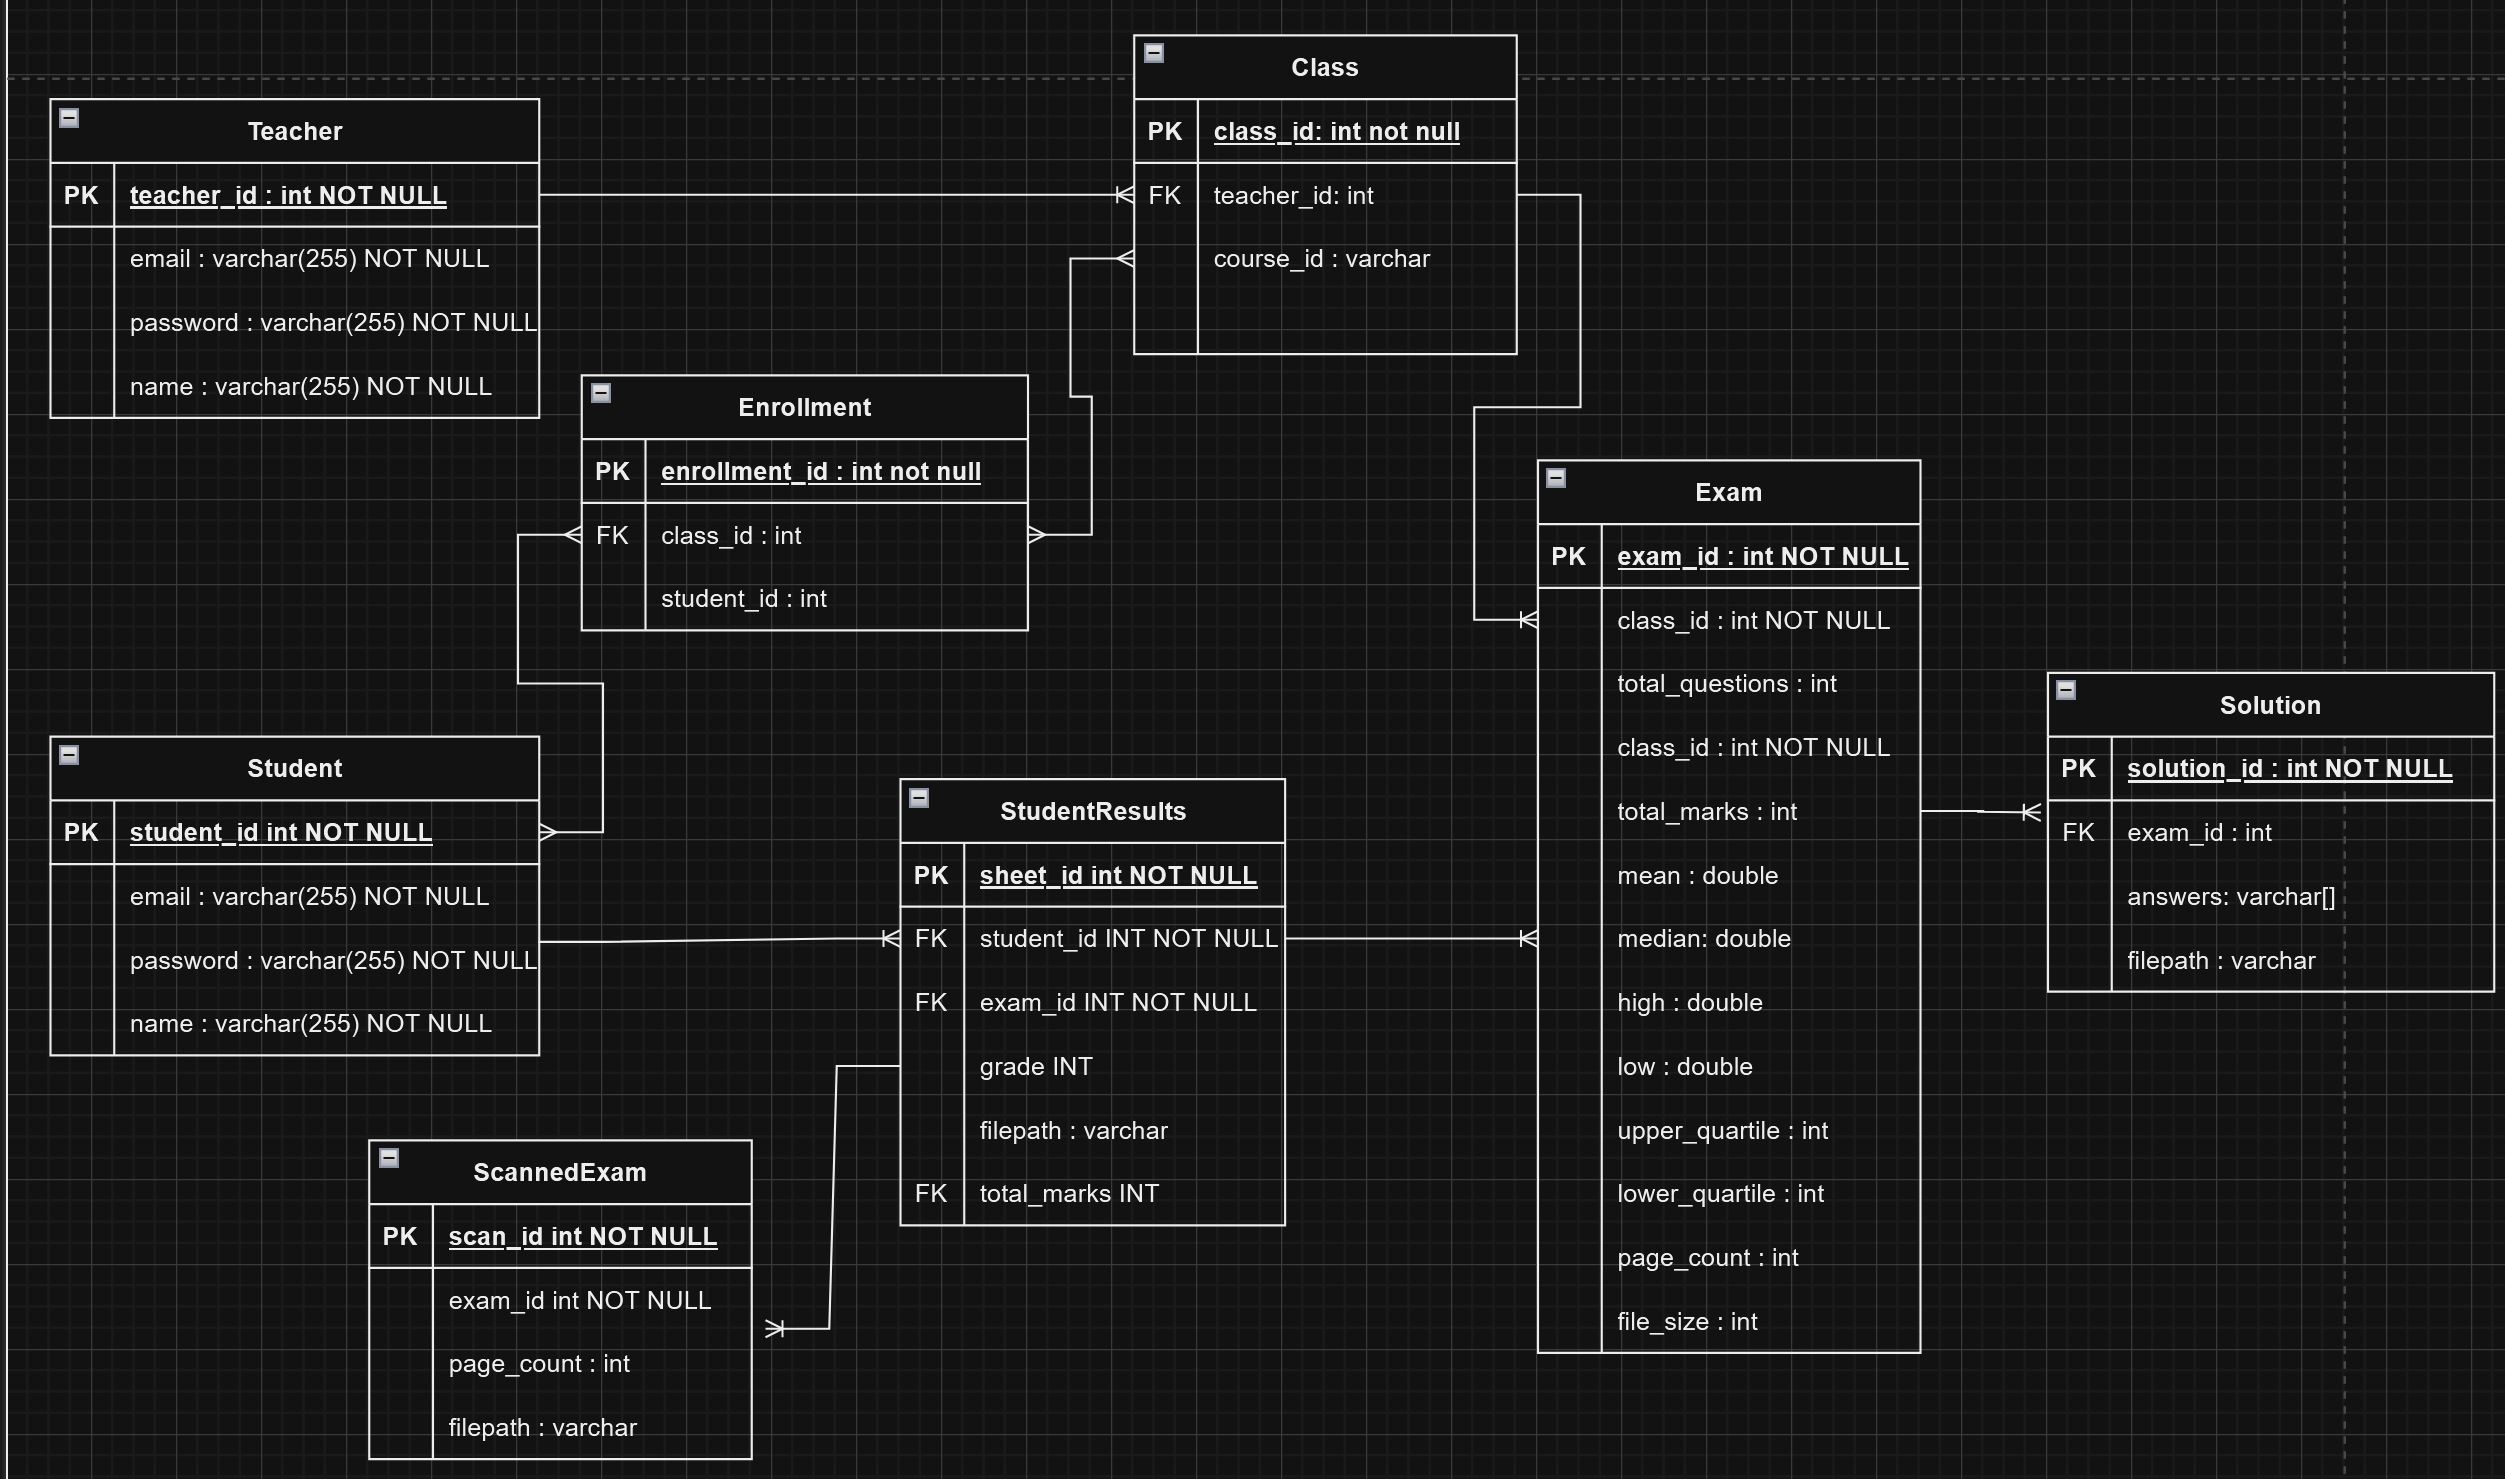 Class
PK class_id: int not null
FK teacher_id: int
course_id : varchar
Teacher
PK teacher_id : int NOT NULL
email : varchar(255) NOT NULL
password : varchar(255) NOT NULL
name : varchar(255) NOT NULL
Enrollment
PK enrollment_id : int not null
FK class_id : int
student_id : int
Exam
PK exam_id : int NOT NULL
class_id : int NOT NULL
total_questions : int
class_id : int NOT NULL
total_marks : int
mean : double
median: double
high : double
low : double
upper_quartile : int
lower_quartile : int
page_count : int
file_size : int
Solution
PK solution_id : int NOT NULL
FK exam_id : int
answers: varchar[]
filepath : varchar
Student
PK student_id int NOT NULL
email : varchar(255) NOT NULL
password : varchar(255) NOT NULL
name : varchar(255) NOT NULL
StudentResults
PK sheet_id int NOT NULL
FK student_id INT NOT NULL
FK exam_id INT NOT NULL
grade INT
filepath : varchar
FK total_marks INT
ScannedExam
PK scan_id int NOT NULL
exam_id int NOT NULL
page_count : int
filepath : varchar